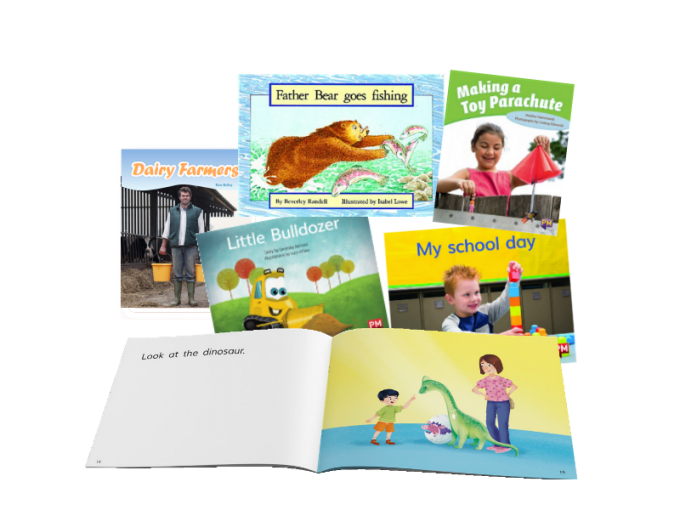 Father Bear goes fishing
By Beverley Randell Illustrated by Isabel Lowe
Making a
Toy Parachute
Dairy Farmers
Little Bulldozer
PM
My school day
PM
Look at the dinosaur.